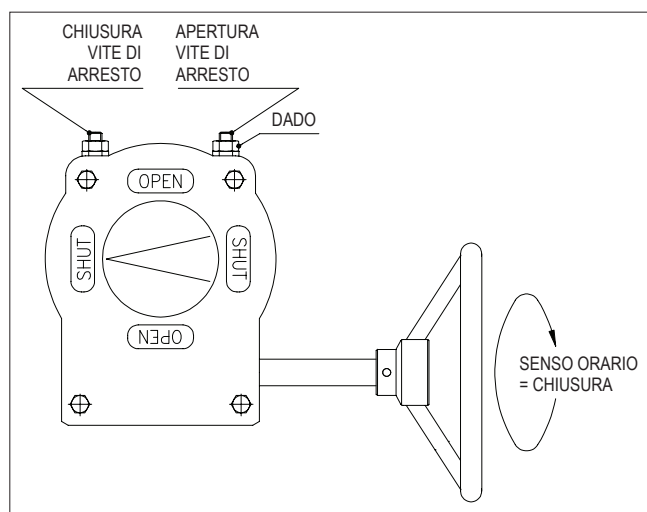 CHIUSURA
VITE DI
ARRESTO
APERTURA
VITE DI
ARRESTO
DADO
OPEN
SHUT
SHUT
OPEN
SENSO ORARIO
= CHIUSURA